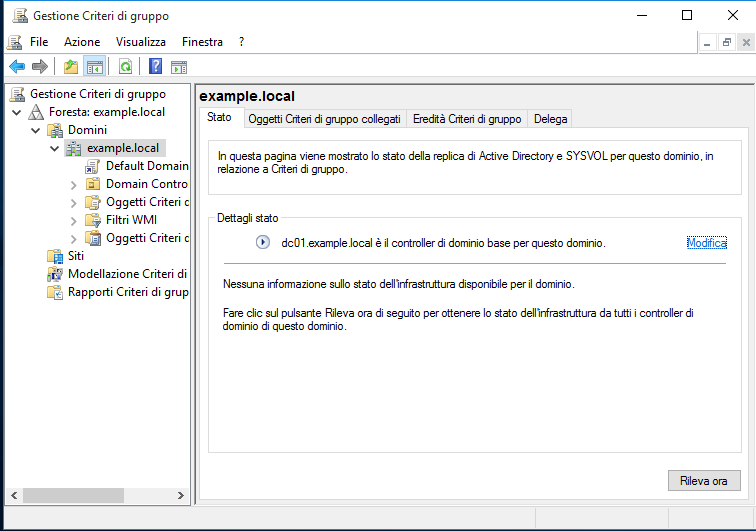 Gestione Criteri di gruppo
File Azione Visualizza Finestra ?
Gestione Criteri di gruppo
Foresta: example.local
Domini
example.local
Default Domain
Domain Contro
Oggetti Criteri d
Filtri WMI
Oggetti Criteri d
Siti
Modellazione Criteri di
Rapporti Criteri di grup
example.local
Stato Oggetti Criteri di gruppo collegati Eredità Criteri di gruppo Delega
In questa pagina viene mostrato lo stato della replica di Active Directory e SYSVOL per questo dominio, in
relazione a Criteri di gruppo.
Dettagli stato
dc01.example.local è il controller di dominio base per questo dominio. Modifica
Nessuna informazione sullo stato dell'infrastruttura disponibile per il dominio.
Fare clic sul pulsante Rileva ora di seguito per ottenere lo stato dell'infrastruttura da tutti i controller di
dominio di questo dominio.
Rileva ora